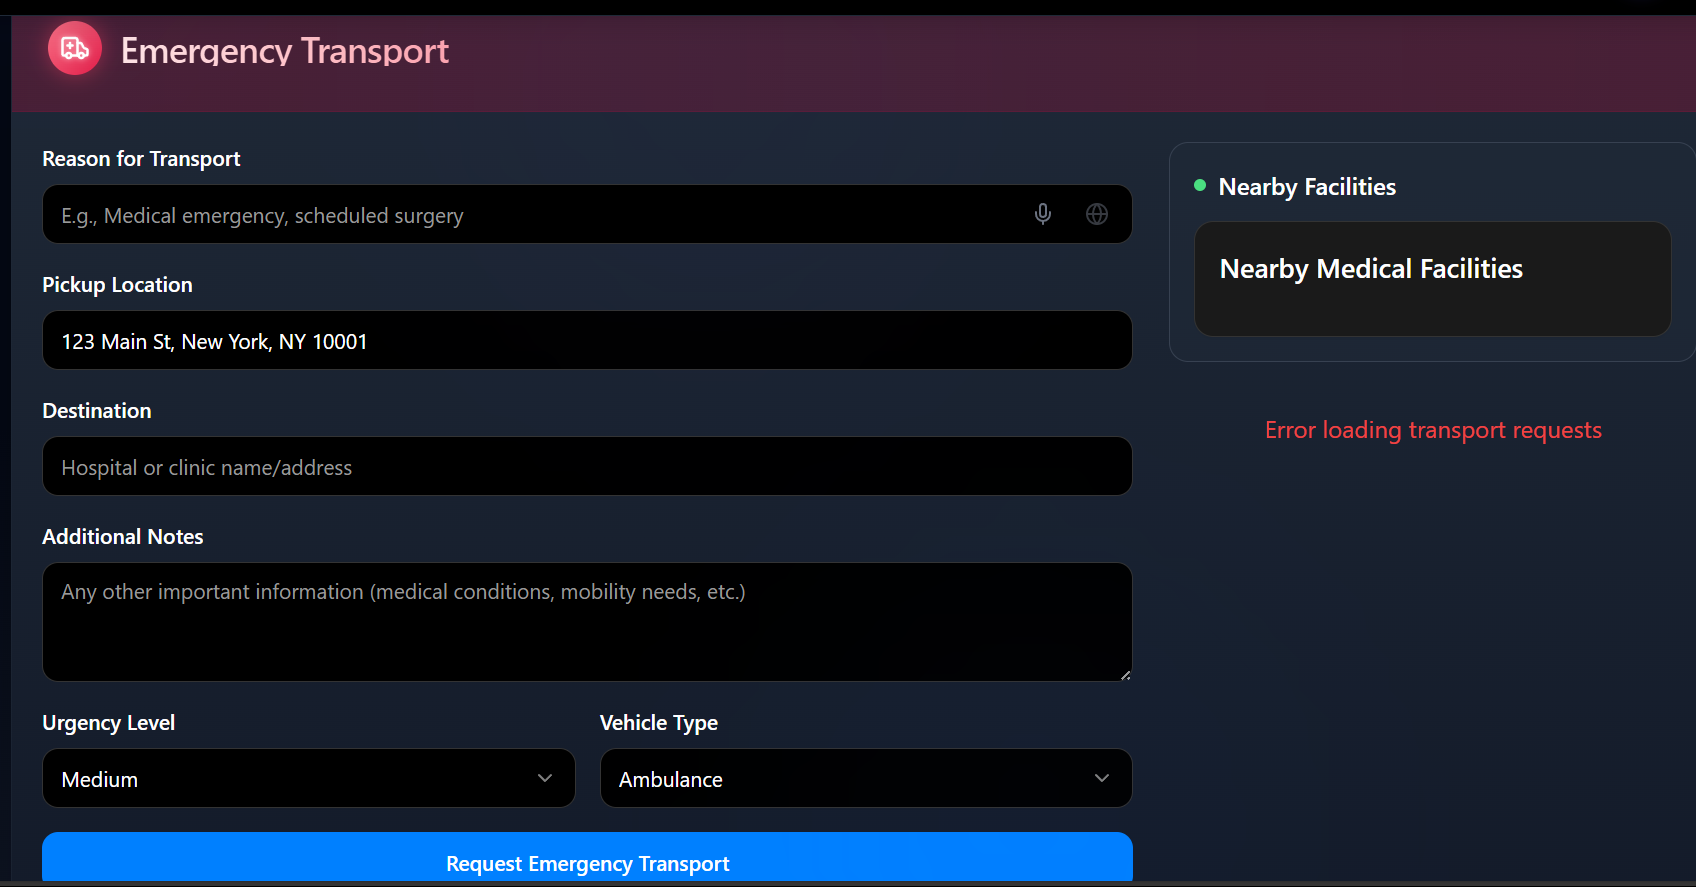 Emergency Transport
Reason for Transport
E.g., Medical emergency, scheduled surgery
Pickup Location
123 Main St, New York, NY 10001
Destination
Hospital or clinic name/address
Additional Notes
Any other important information (medical conditions, mobility needs, etc.)
Urgency Level
Medium
Vehicle Type
Ambulance
Request Emergency Transport
Nearby Facilities
Nearby Medical Facilities
Error loading transport requests